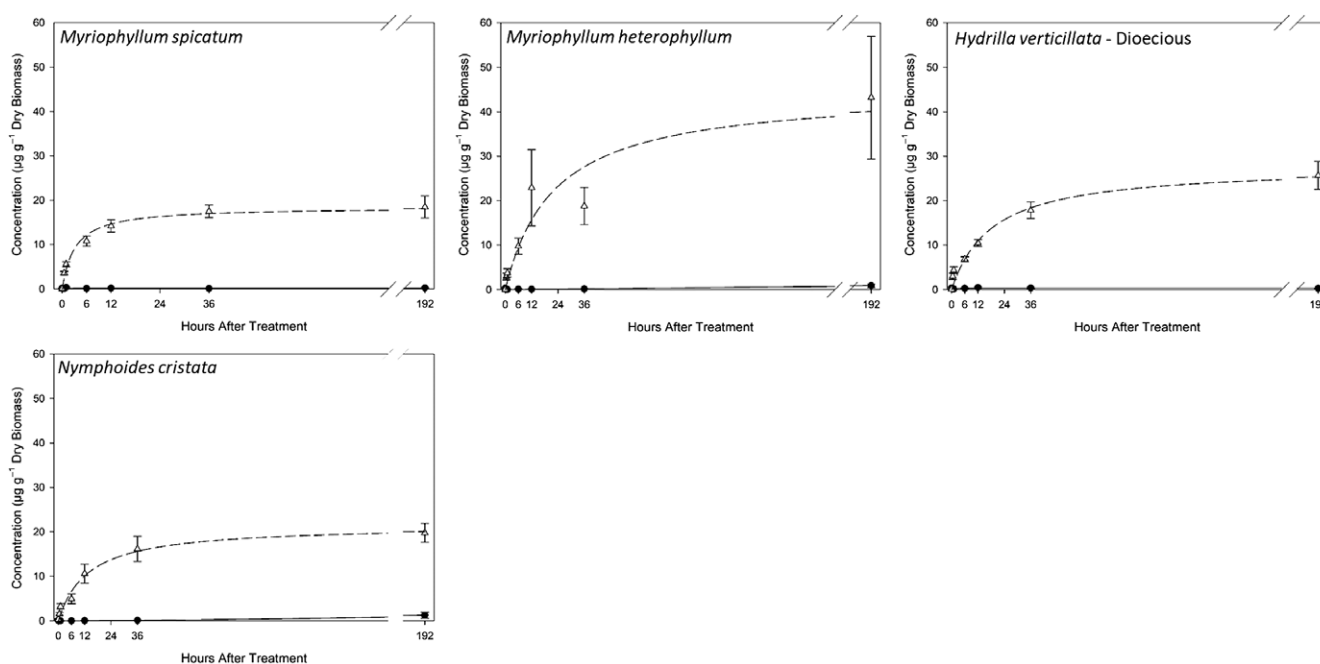 Myriophyllum spicatum
Concentration (µg g⁻¹ Dry Biomass)
60
50
40
30
20
10
0
0 6 12 24 36 192
Hours After Treatment
Myriophyllum heterophyllum
Concentration (µg g⁻¹ Dry Biomass)
60
50
40
30
20
10
0
0 6 12 24 36 192
Hours After Treatment
Hydrilla verticillata - Dioecious
Concentration (µg g⁻¹ Dry Biomass)
60
50
40
30
20
10
0
0 6 12 24 36 19
Hours After Treatment
Nymphoides cristata
Concentration (µg g⁻¹ Dry Biomass)
60
50
40
30
20
10
0
0 6 12 24 36 192
Hours After Treatment